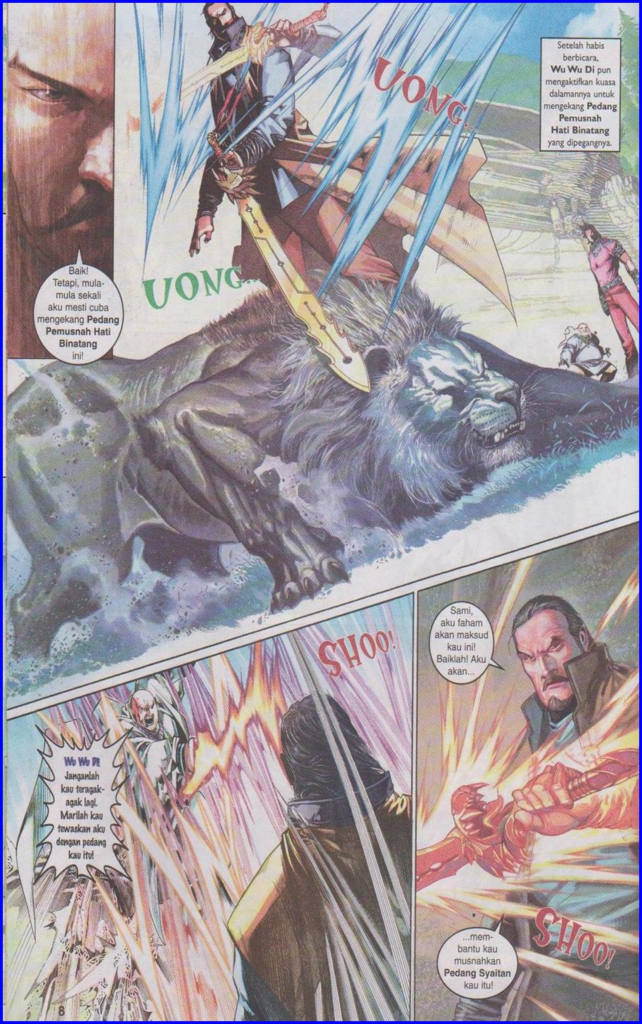 Baik!
Tetapi, mula-
mula sekali
aku mesti cuba
mengekang Pedang
Pemusnah Hati
Binatang
ini!
UONG..
UONG..
Setelah habis
berbicara,
Wu Wu Di pun
mengaktifkan kuasa
dalamannya untuk
mengekang Pedang
Pemusnah
Hati Binatang
yang dipegangnya.
Wu Wu Di!
Janganlah
kau teragak-
agak lagi.
Marilah kau
tewaskan aku
dengan pedang
kau itu!
SHOO!
Sami,
aku faham
akan maksud
kau ini!
Baiklah! Aku
akan...
...mem-
bantu kau
musnahkan
Pedang Syaitan
kau itu!
SHOO!
8